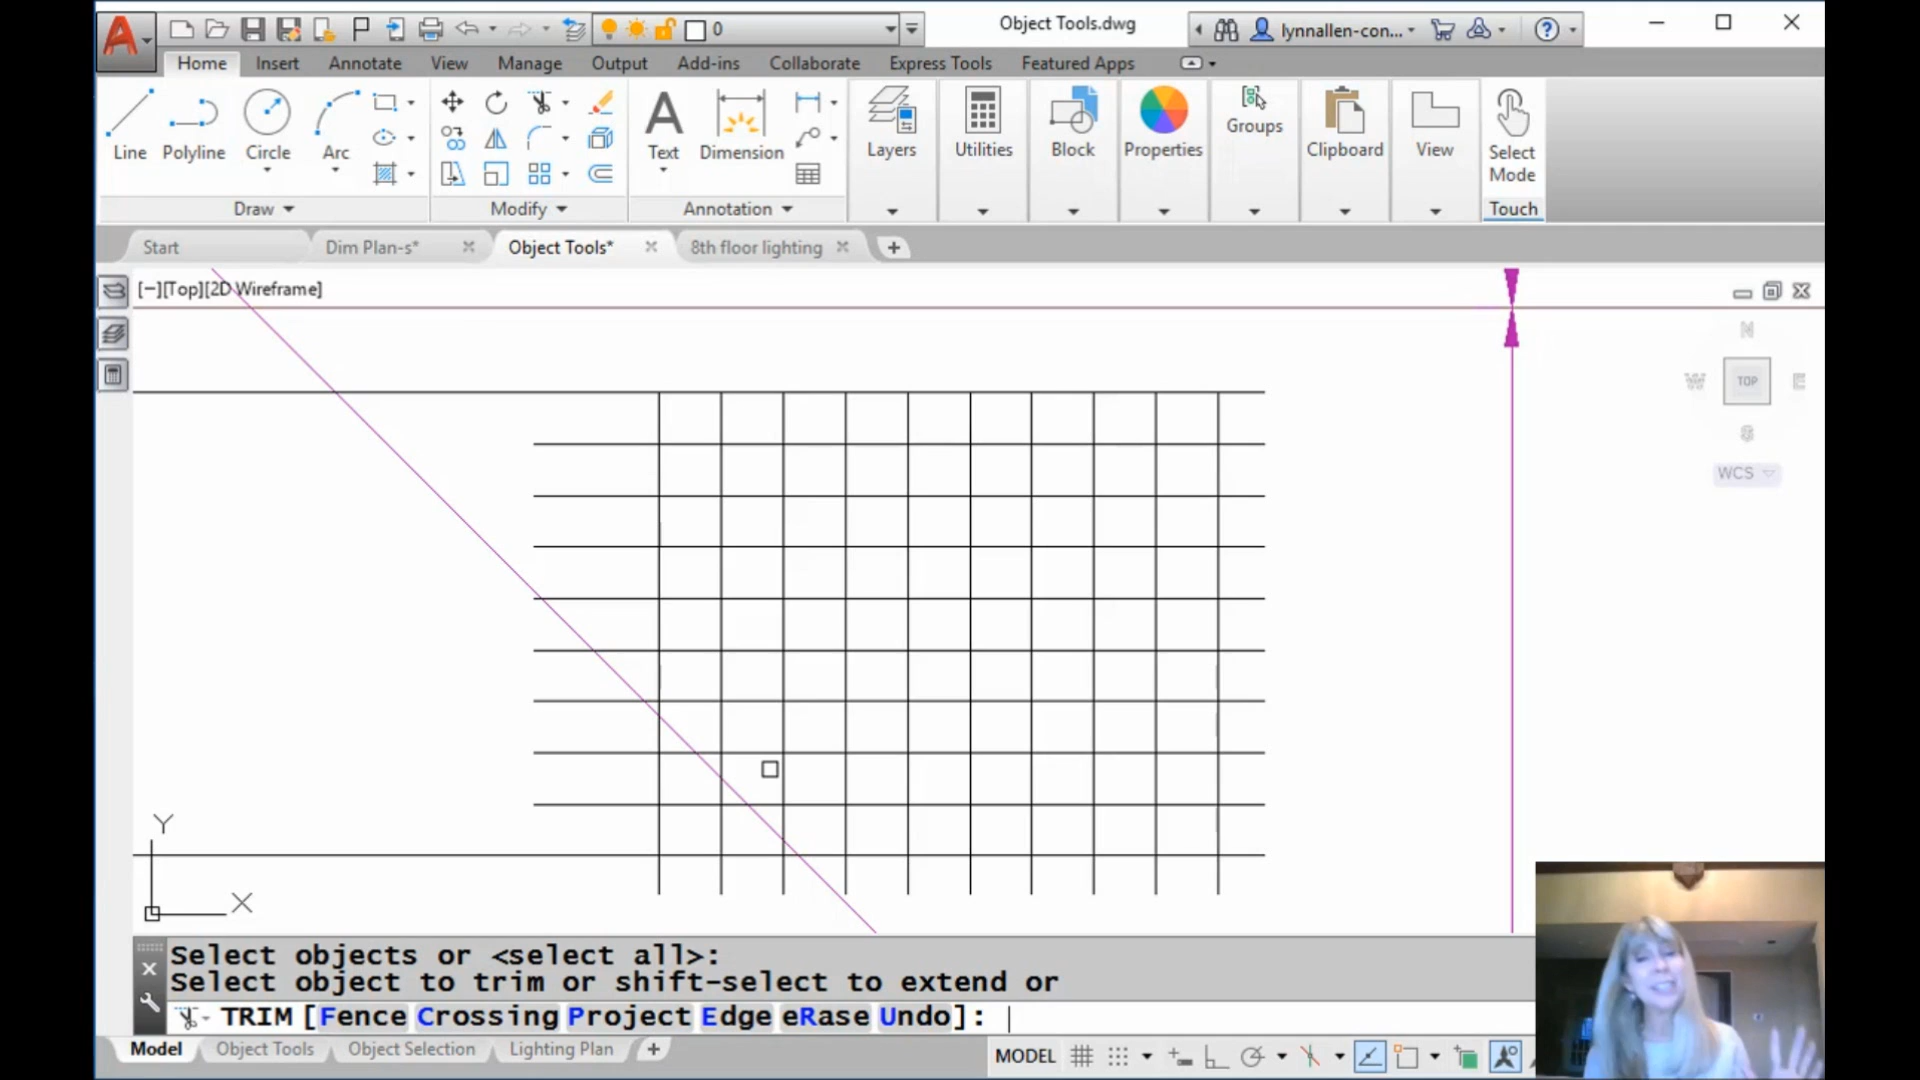 0
Object Tools.dwg
lynnallen-con...
Home Insert Annotate View Manage Output Add-ins Collaborate Express Tools Featured Apps
Line Polyline Circle Arc
Text Dimension
Layers Utilities Block Properties Groups Clipboard View Select Mode
Draw Modify Annotation Touch
Start Dim Plan-s* Object Tools* 8th floor lighting
[−][Top][2D Wireframe]
N
W TOP E
S
WCS
Y
X
Select objects or <select all>:
Select object to trim or shift-select to extend or
TRIM [Fence Crossing Project Edge eRase Undo]:
Model Object Tools Object Selection Lighting Plan +
MODEL